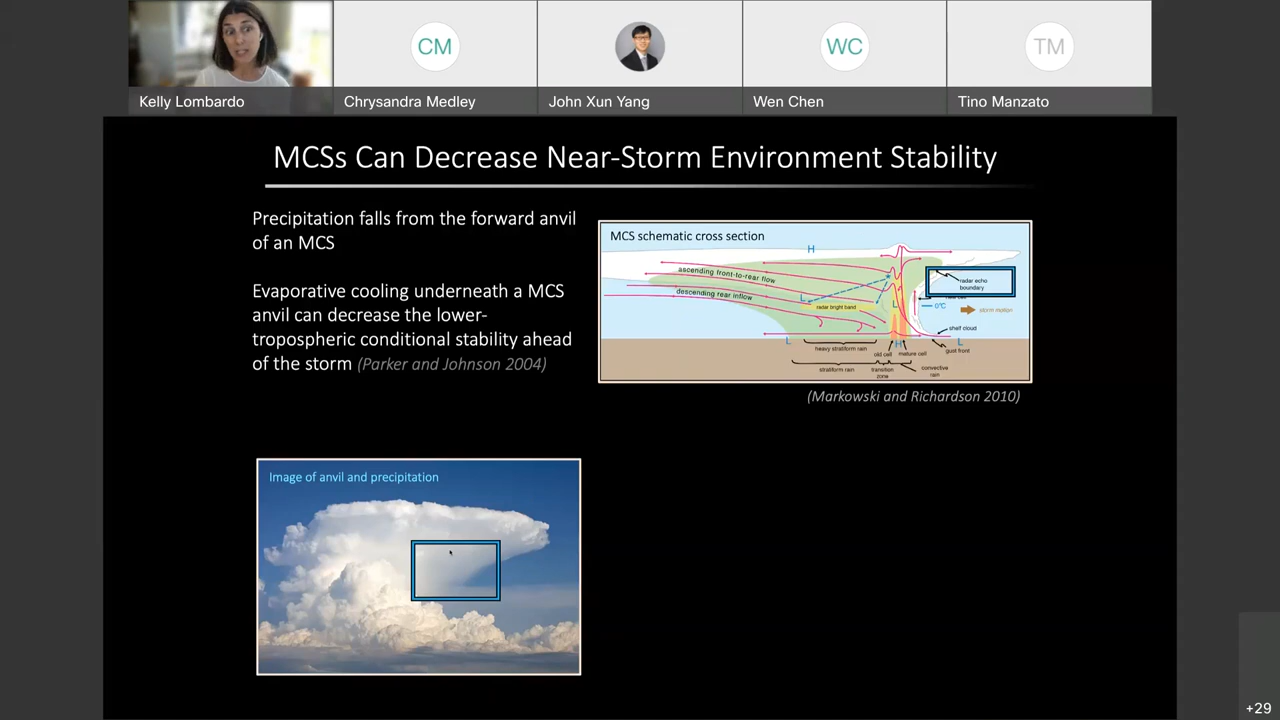 CM
WC
TM
Kelly Lombardo
Chrysandra Medley
John Xun Yang
Wen Chen
Tino Manzato
MCSs Can Decrease Near-Storm Environment Stability
Precipitation falls from the forward anvil
of an MCS
Evaporative cooling underneath a MCS
anvil can decrease the lower-
tropospheric conditional stability ahead
of the storm (Parker and Johnson 2004)
MCS schematic cross section
H
ascending front-to-rear flow
descending rear inflow
L
radar bright band
L
radar echo
boundary
0°C
storm motion
shelf cloud
gust front
L
H
L
heavy stratiform rain
old cell
mature cell
stratiform rain
transition
zone
convective
rain
(Markowski and Richardson 2010)
Image of anvil and precipitation
+29